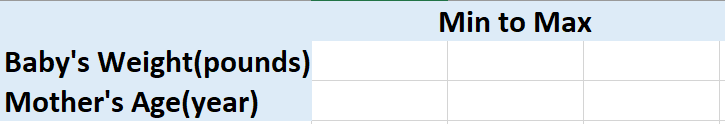 Min to Max
Baby's Weight(pounds)
Mother's Age(year)